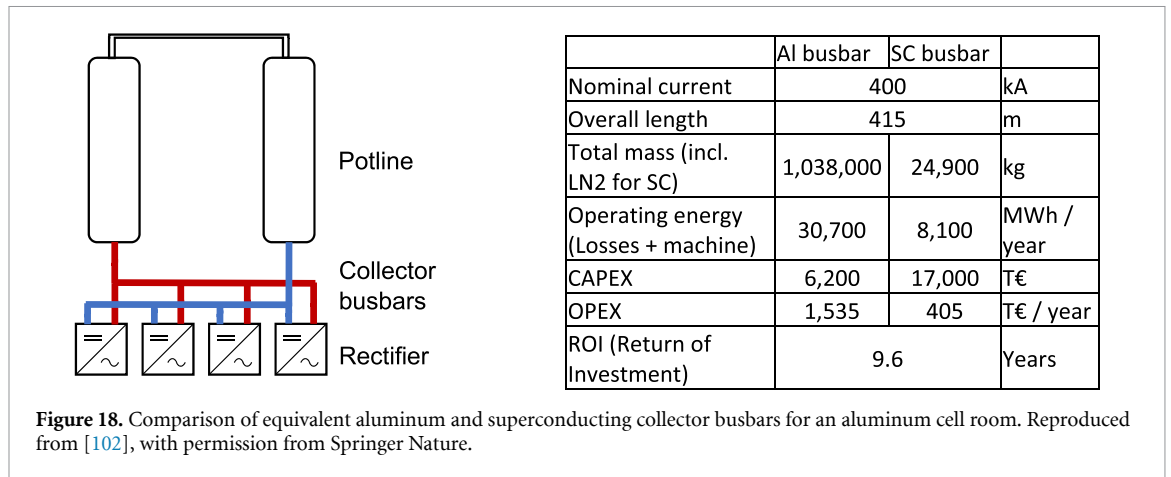 Potline
Collector
busbars
Rectifier
Al busbar SC busbar
Nominal current 400 kA
Overall length 415 m
Total mass (incl.
LN2 for SC) 1,038,000 24,900 kg
Operating energy
(Losses + machine) 30,700 8,100 MWh /
year
CAPEX 6,200 17,000 T€
OPEX 1,535 405 T€ / year
ROI (Return of
Investment) 9.6 Years
Figure 18. Comparison of equivalent aluminum and superconducting collector busbars for an aluminum cell room. Reproduced
from [102], with permission from Springer Nature.